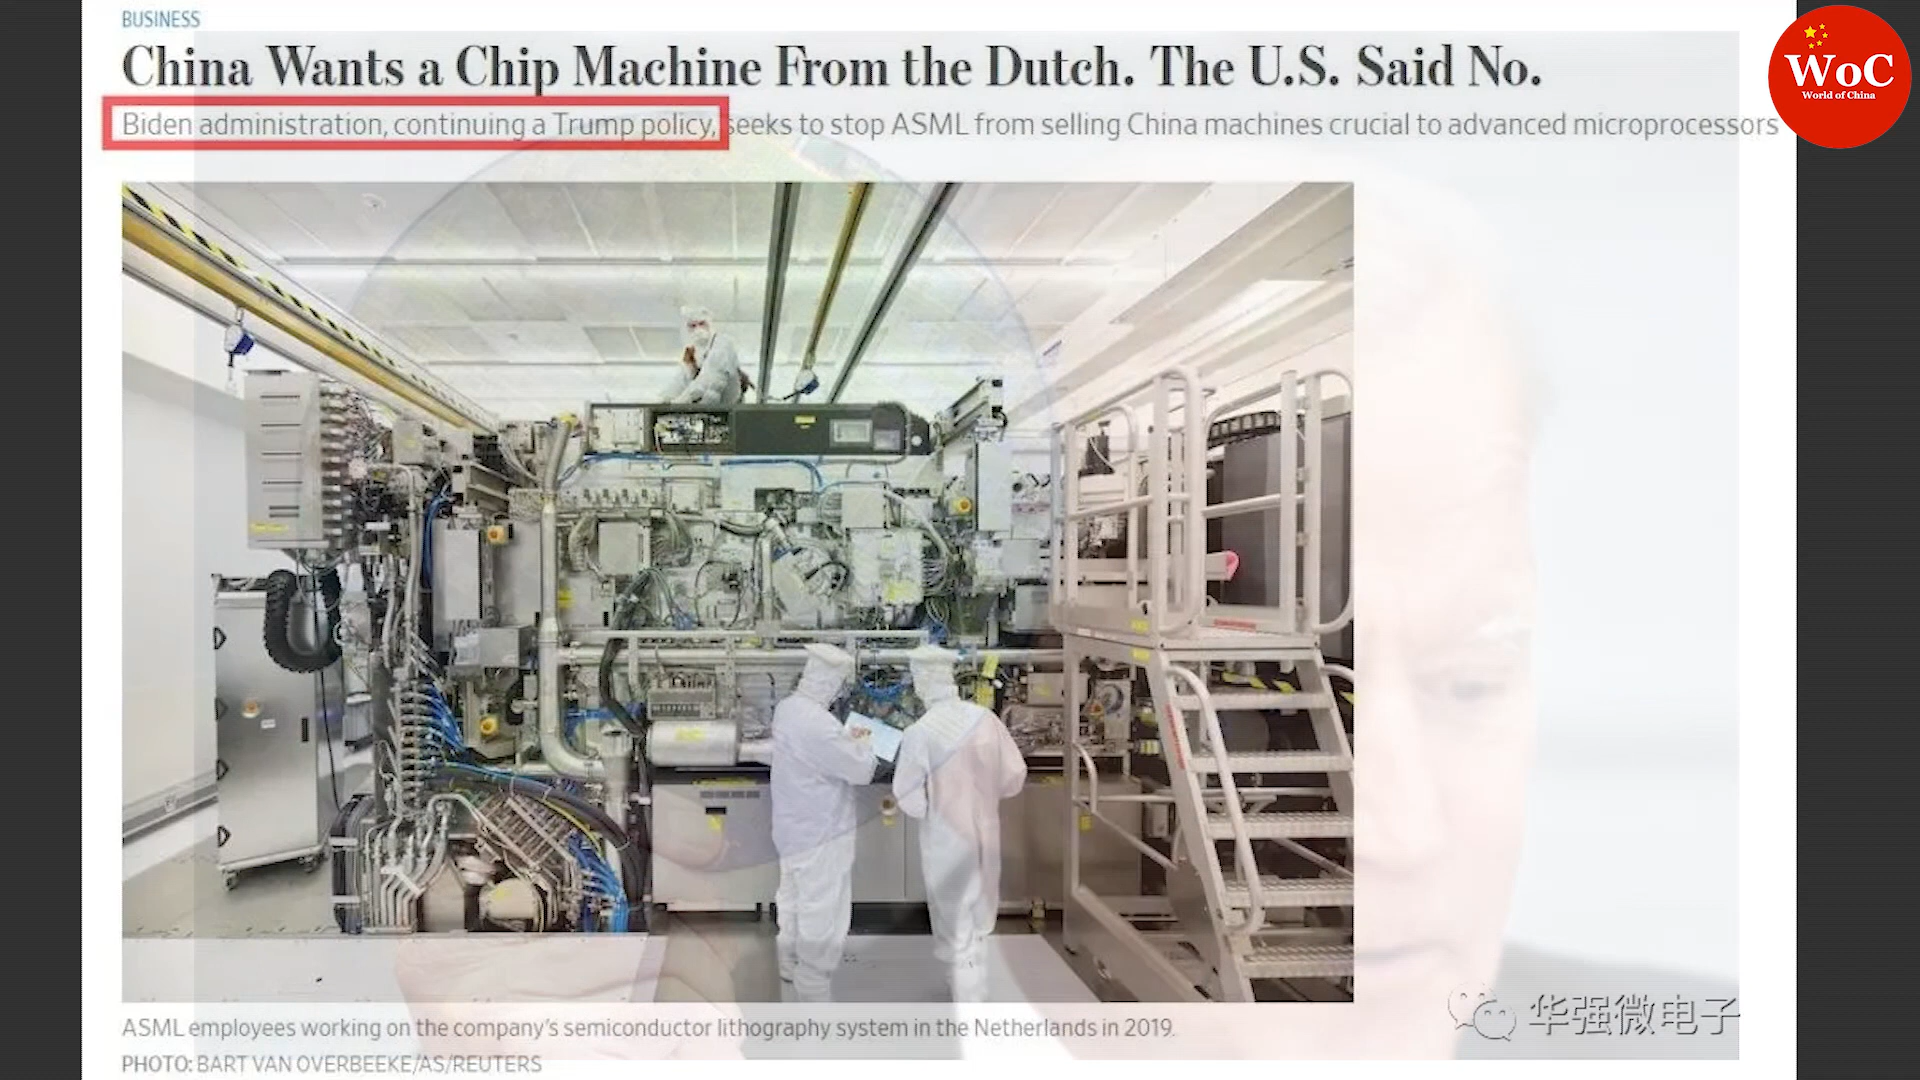 BUSINESS
China Wants a Chip Machine From the Dutch. The U.S. Said No.
Biden administration, continuing a Trump policy, seeks to stop ASML from selling China machines crucial to advanced microprocessors
WoC
World of China
ASML employees working on the company's semiconductor lithography system in the Netherlands in 2019.
PHOTO: BART VAN OVERBEEKE/AS/REUTERS
华强微电子